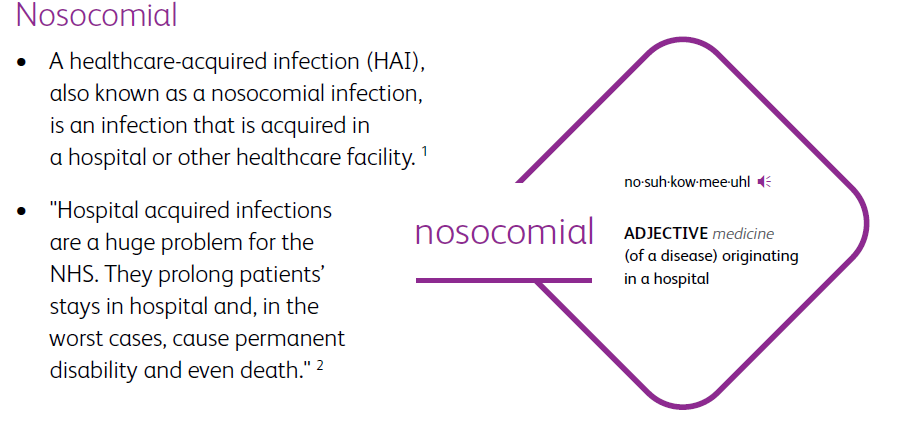 Nosocomial
• A healthcare-acquired infection (HAI),
also known as a nosocomial infection,
is an infection that is acquired in
a hospital or other healthcare facility. 1
• "Hospital acquired infections
are a huge problem for the
NHS. They prolong patients’
stays in hospital and, in the
worst cases, cause permanent
disability and even death." 2
nosocomial
no·suh·kow·mee·uhl
ADJECTIVE medicine
(of a disease) originating
in a hospital